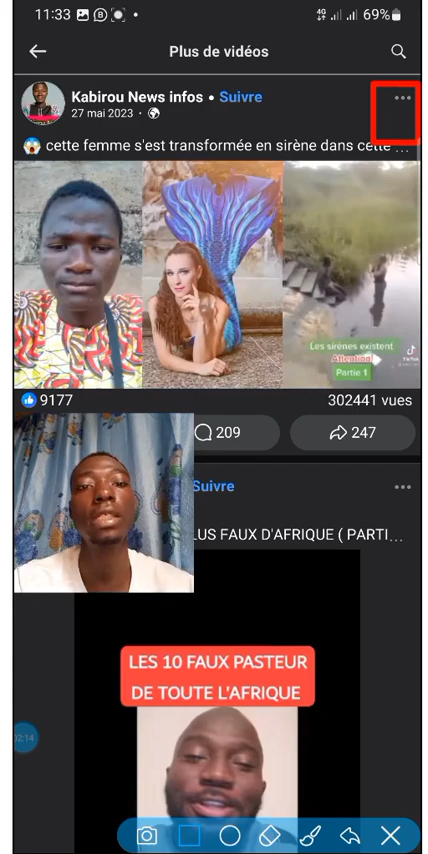 11:33
4G 69%
Plus de vidéos
Kabirou News infos • Suivre
27 mai 2023 ·
😱 cette femme s'est transformée en sirène dans cette ...
Les sirènes existent
Attention
Partie 1
TikTok
9177 302441 vues
209 247
Suivre
LUS FAUX D'AFRIQUE ( PARTI...
LES 10 FAUX PASTEUR
DE TOUTE L'AFRIQUE
02:14